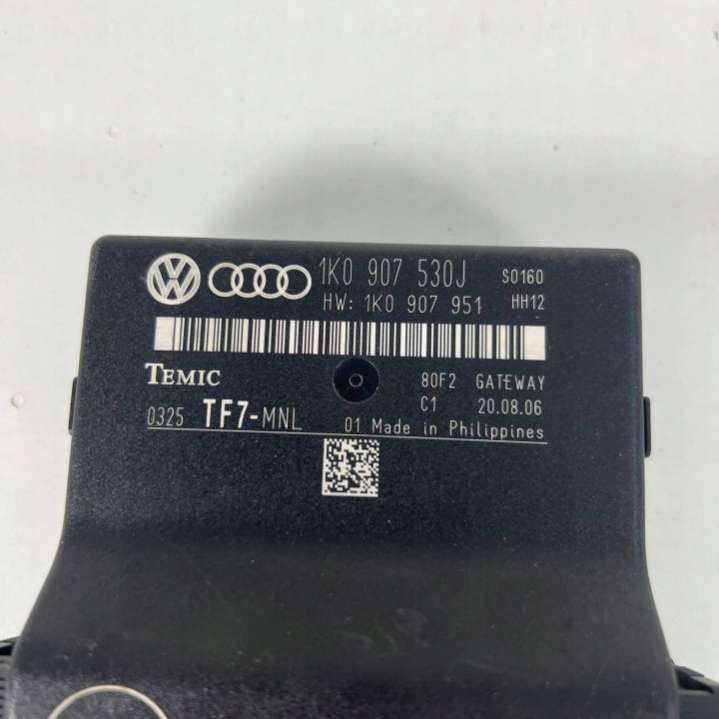 1K0 907 530J S0160
HW: 1K0 907 951 HH12
TEMIC 80F2 GATEWAY
C1 20.08.06
0325 TF7-MNL 01 Made in Philippines